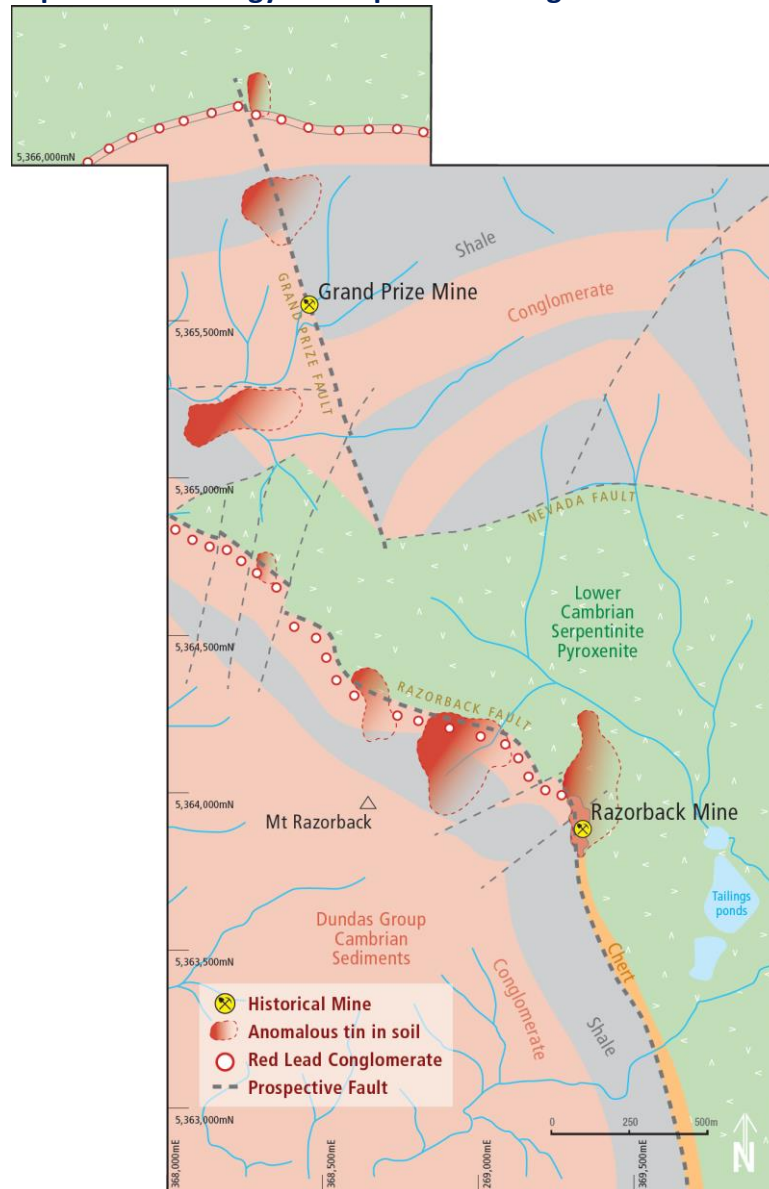 5,366,000mN
Shale
Grand Prize Mine
GRAND PRIZE FAULT
Conglomerate
5,365,500mN
5,365,000mN
NEVADA FAULT
Lower
Cambrian
Serpentinite
Pyroxenite
5,364,500mN
RAZORBACK FAULT
5,364,000mN
Mt Razorback
Razorback Mine
Tailings
ponds
Dundas Group
Cambrian
Sediments
5,363,500mN
Conglomerate
Chert
Shale
Historical Mine
Anomalous tin in soil
Red Lead Conglomerate
Prospective Fault
5,363,000mN
0 250 500m
N
368,000mE
368,500mE
269,000mE
369,500mE